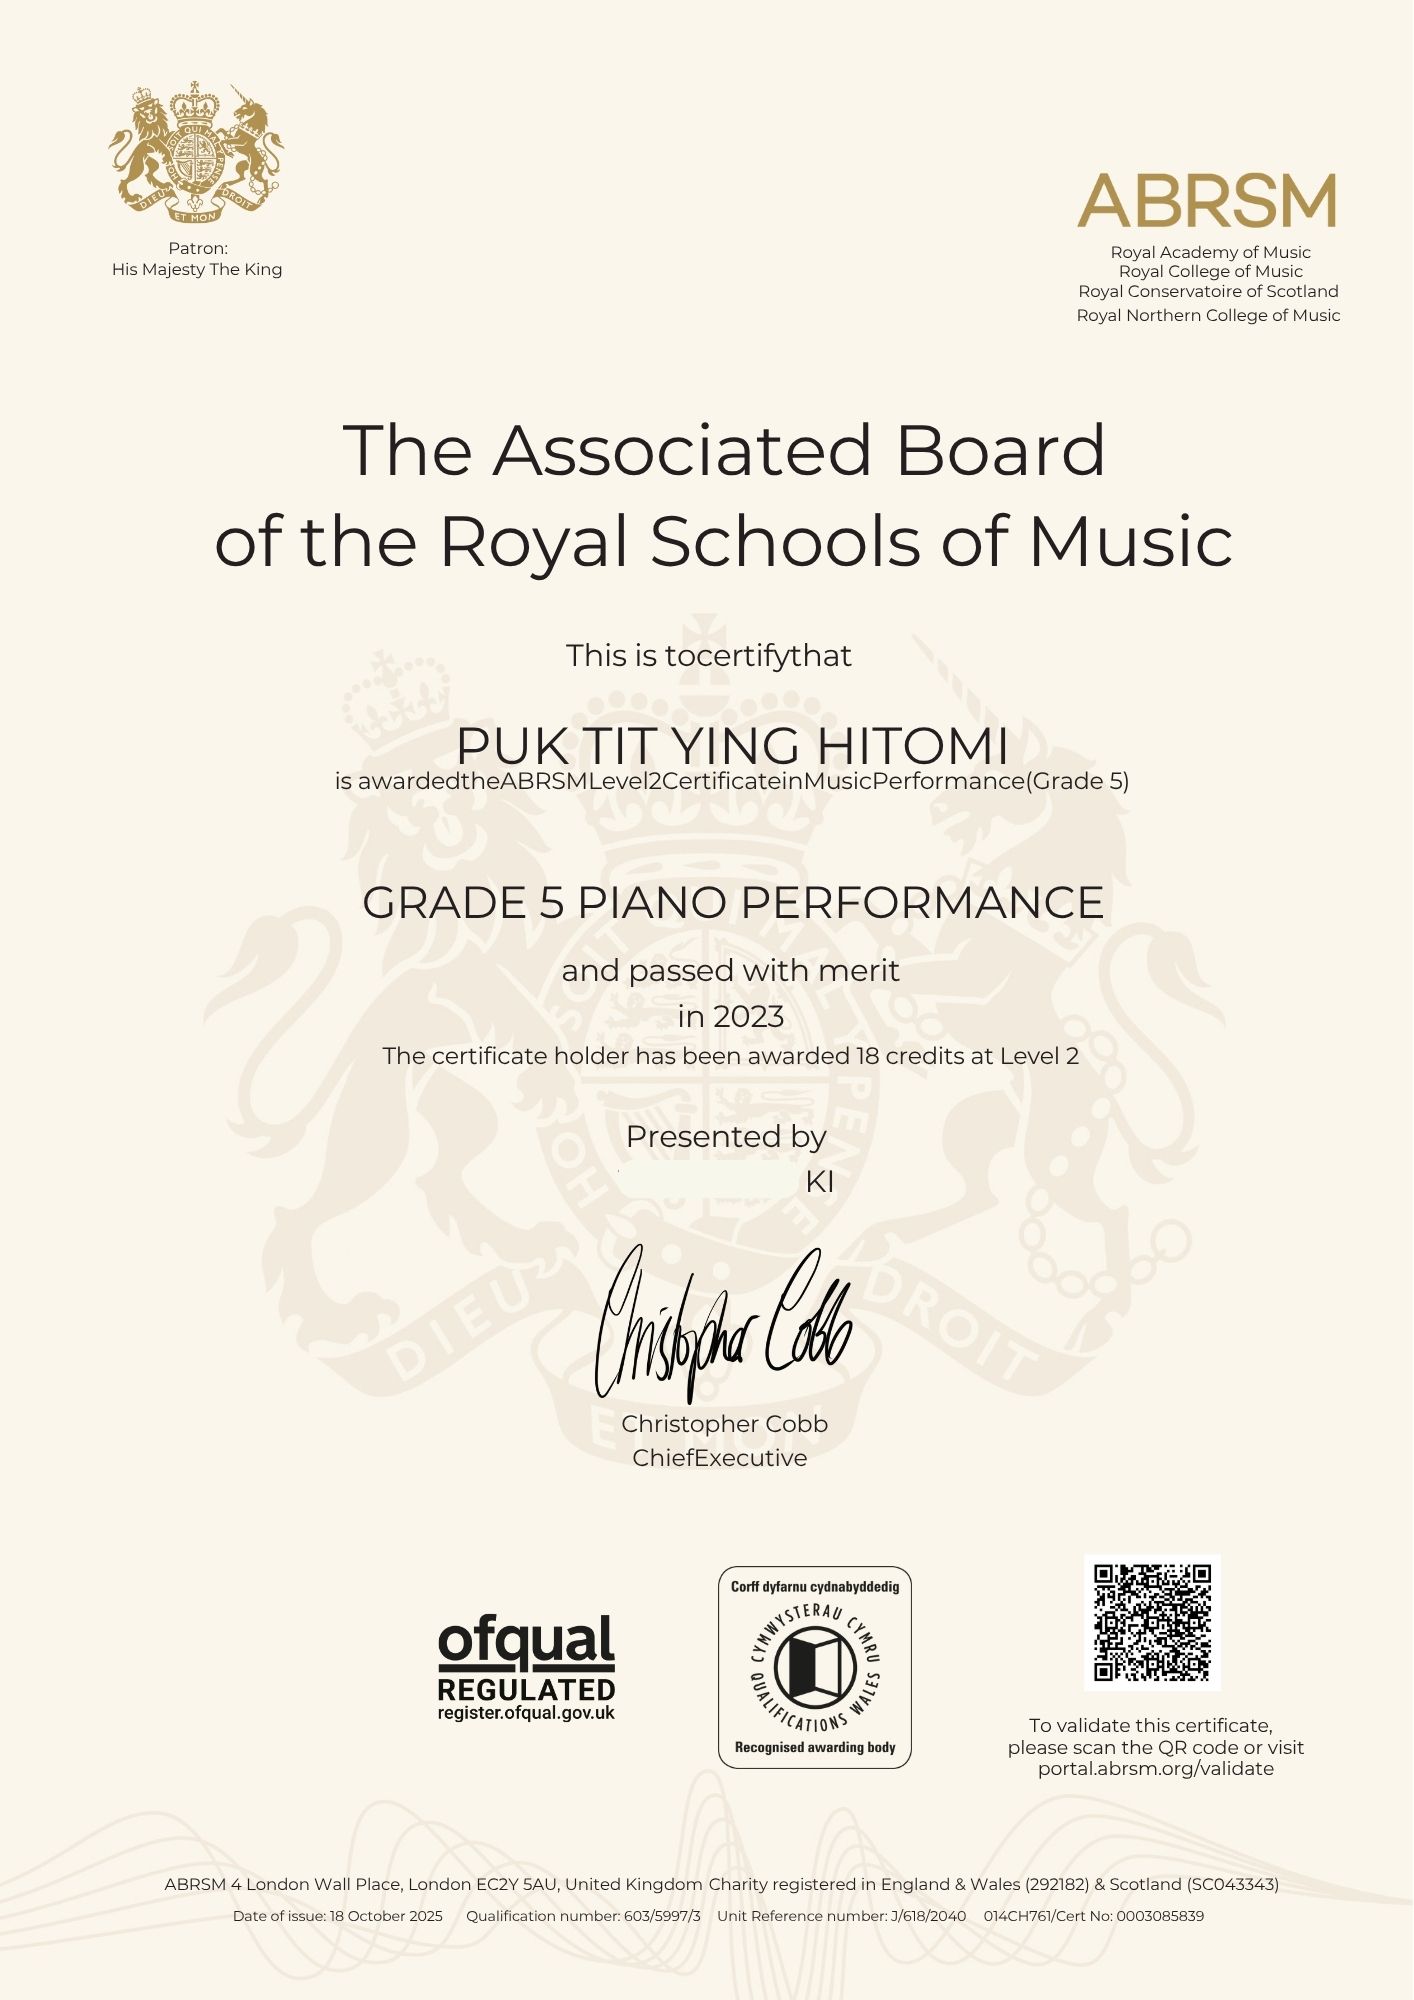 Patron:
His Majesty The King
ABRSM
Royal Academy of Music
Royal College of Music
Royal Conservatoire of Scotland
Royal Northern College of Music
The Associated Board
of the Royal Schools of Music
This is tocertifythat
PUK TIT YING HITOMI
is awardedtheABRSMLevel2CertificateinMusicPerformance(Grade 5)
GRADE 5 PIANO PERFORMANCE
and passed with merit
in 2023
The certificate holder has been awarded 18 credits at Level 2
Presented by
KI
Christopher Cobb
Christopher Cobb
ChiefExecutive
ofqual
REGULATED
register.ofqual.gov.uk
Corff dyfarnu cydnabyddedig
CYMWYSTERAU CYMRU
QUALIFICATIONS WALES
Recognised awarding body
To validate this certificate,
please scan the QR code or visit
portal.abrsm.org/validate
ABRSM 4 London Wall Place, London EC2Y 5AU, United Kingdom Charity registered in England & Wales (292182) & Scotland (SC043343)
Date of issue: 18 October 2025 Qualification number: 603/5997/3 Unit Reference number: J/618/2040 014CH761/Cert No: 0003085839
DIEU ET MON DROIT